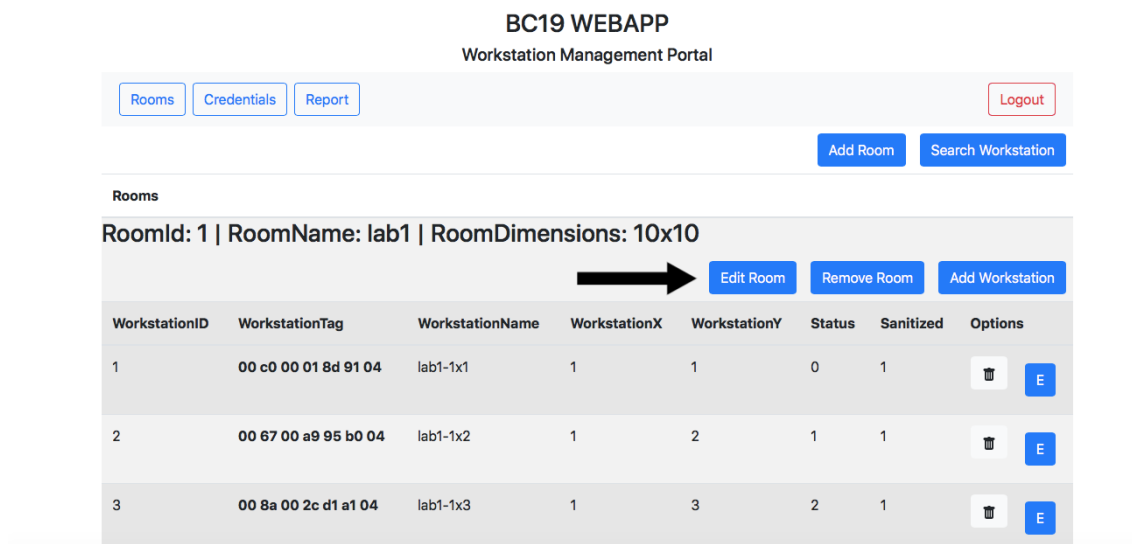 BC19 WEBAPP
Workstation Management Portal
Rooms Credentials Report Logout
Add Room Search Workstation
Rooms
RoomId: 1 | RoomName: lab1 | RoomDimensions: 10x10
Edit Room Remove Room Add Workstation
WorkstationID WorkstationTag WorkstationName WorkstationX WorkstationY Status Sanitized Options
1 00 c0 00 01 8d 91 04 lab1-1x1 1 1 0 1 E
2 00 67 00 a9 95 b0 04 lab1-1x2 1 2 1 1 E
3 00 8a 00 2c d1 a1 04 lab1-1x3 1 3 2 1 E